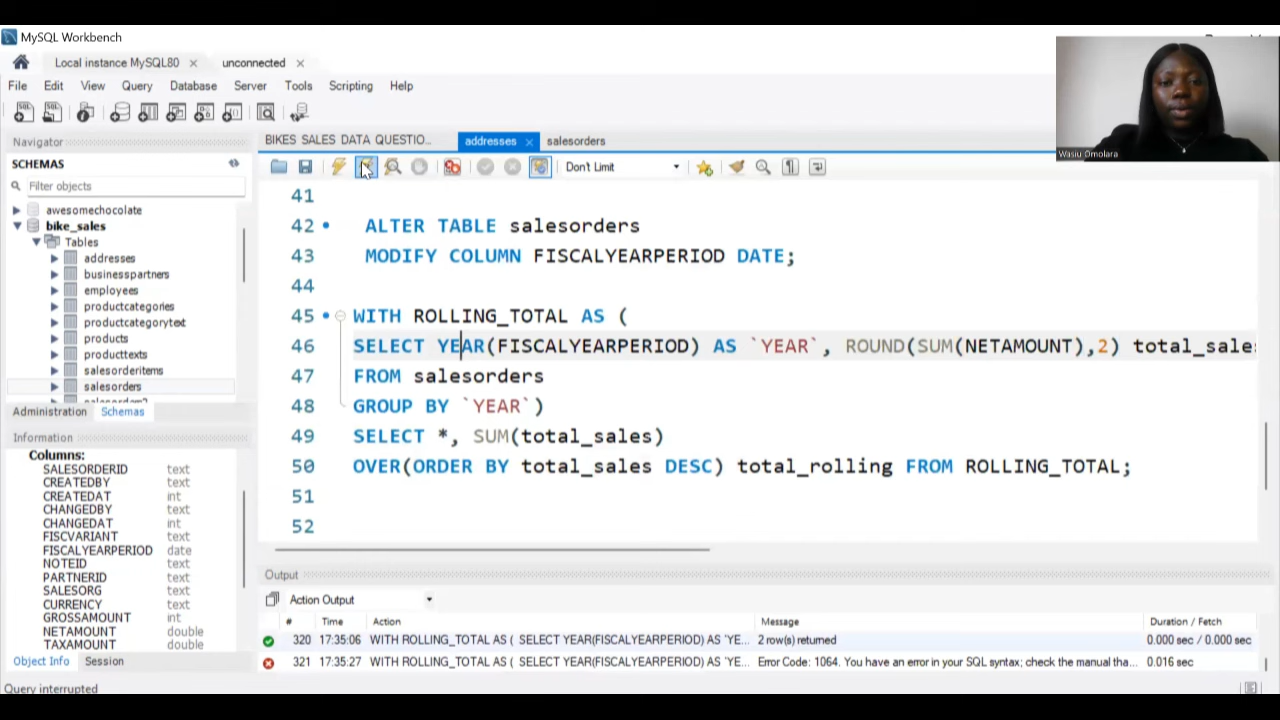 MySQL Workbench
Local instance MySQL80
unconnected
File Edit View Query Database Server Tools Scripting Help
Wasiu Omolara
Navigator
SCHEMAS
Filter objects
awesomechocolate
bike_sales
Tables
addresses
businesspartners
employees
productcategories
productcategorytext
products
producttexts
salesorderitems
salesorders
Administration Schemas
Information
Columns:
SALESORDERID text
CREATEDBY text
CREATEDAT int
CHANGEDBY text
CHANGEDAT int
FISCVARIANT text
FISCALYEARPERIOD date
NOTEID text
PARTNERID text
SALESORG text
CURRENCY text
GROSSAMOUNT int
NETAMOUNT double
TAXAMOUNT double
Object Info Session
Query interrupted
BIKES SALES DATA QUESTIO... addresses salesorders
Don't Limit
41
42 ALTER TABLE salesorders
43 MODIFY COLUMN FISCALYEARPERIOD DATE;
44
45 WITH ROLLING_TOTAL AS (
46 SELECT YEAR(FISCALYEARPERIOD) AS `YEAR`, ROUND(SUM(NETAMOUNT),2) total_sale
47 FROM salesorders
48 GROUP BY `YEAR`)
49 SELECT *, SUM(total_sales)
50 OVER(ORDER BY total_sales DESC) total_rolling FROM ROLLING_TOTAL;
51
52
Output
Action Output
# Time Action Message Duration / Fetch
320 17:35:06 WITH ROLLING_TOTAL AS ( SELECT YEAR(FISCALYEARPERIOD) AS `YE... 2 row(s) returned 0.000 sec / 0.000 sec
321 17:35:27 WITH ROLLING_TOTAL AS ( SELECT YEAR(FISCALYEARPERIOD) AS `YE... Error Code: 1064. You have an error in your SQL syntax; check the manual tha... 0.016 sec